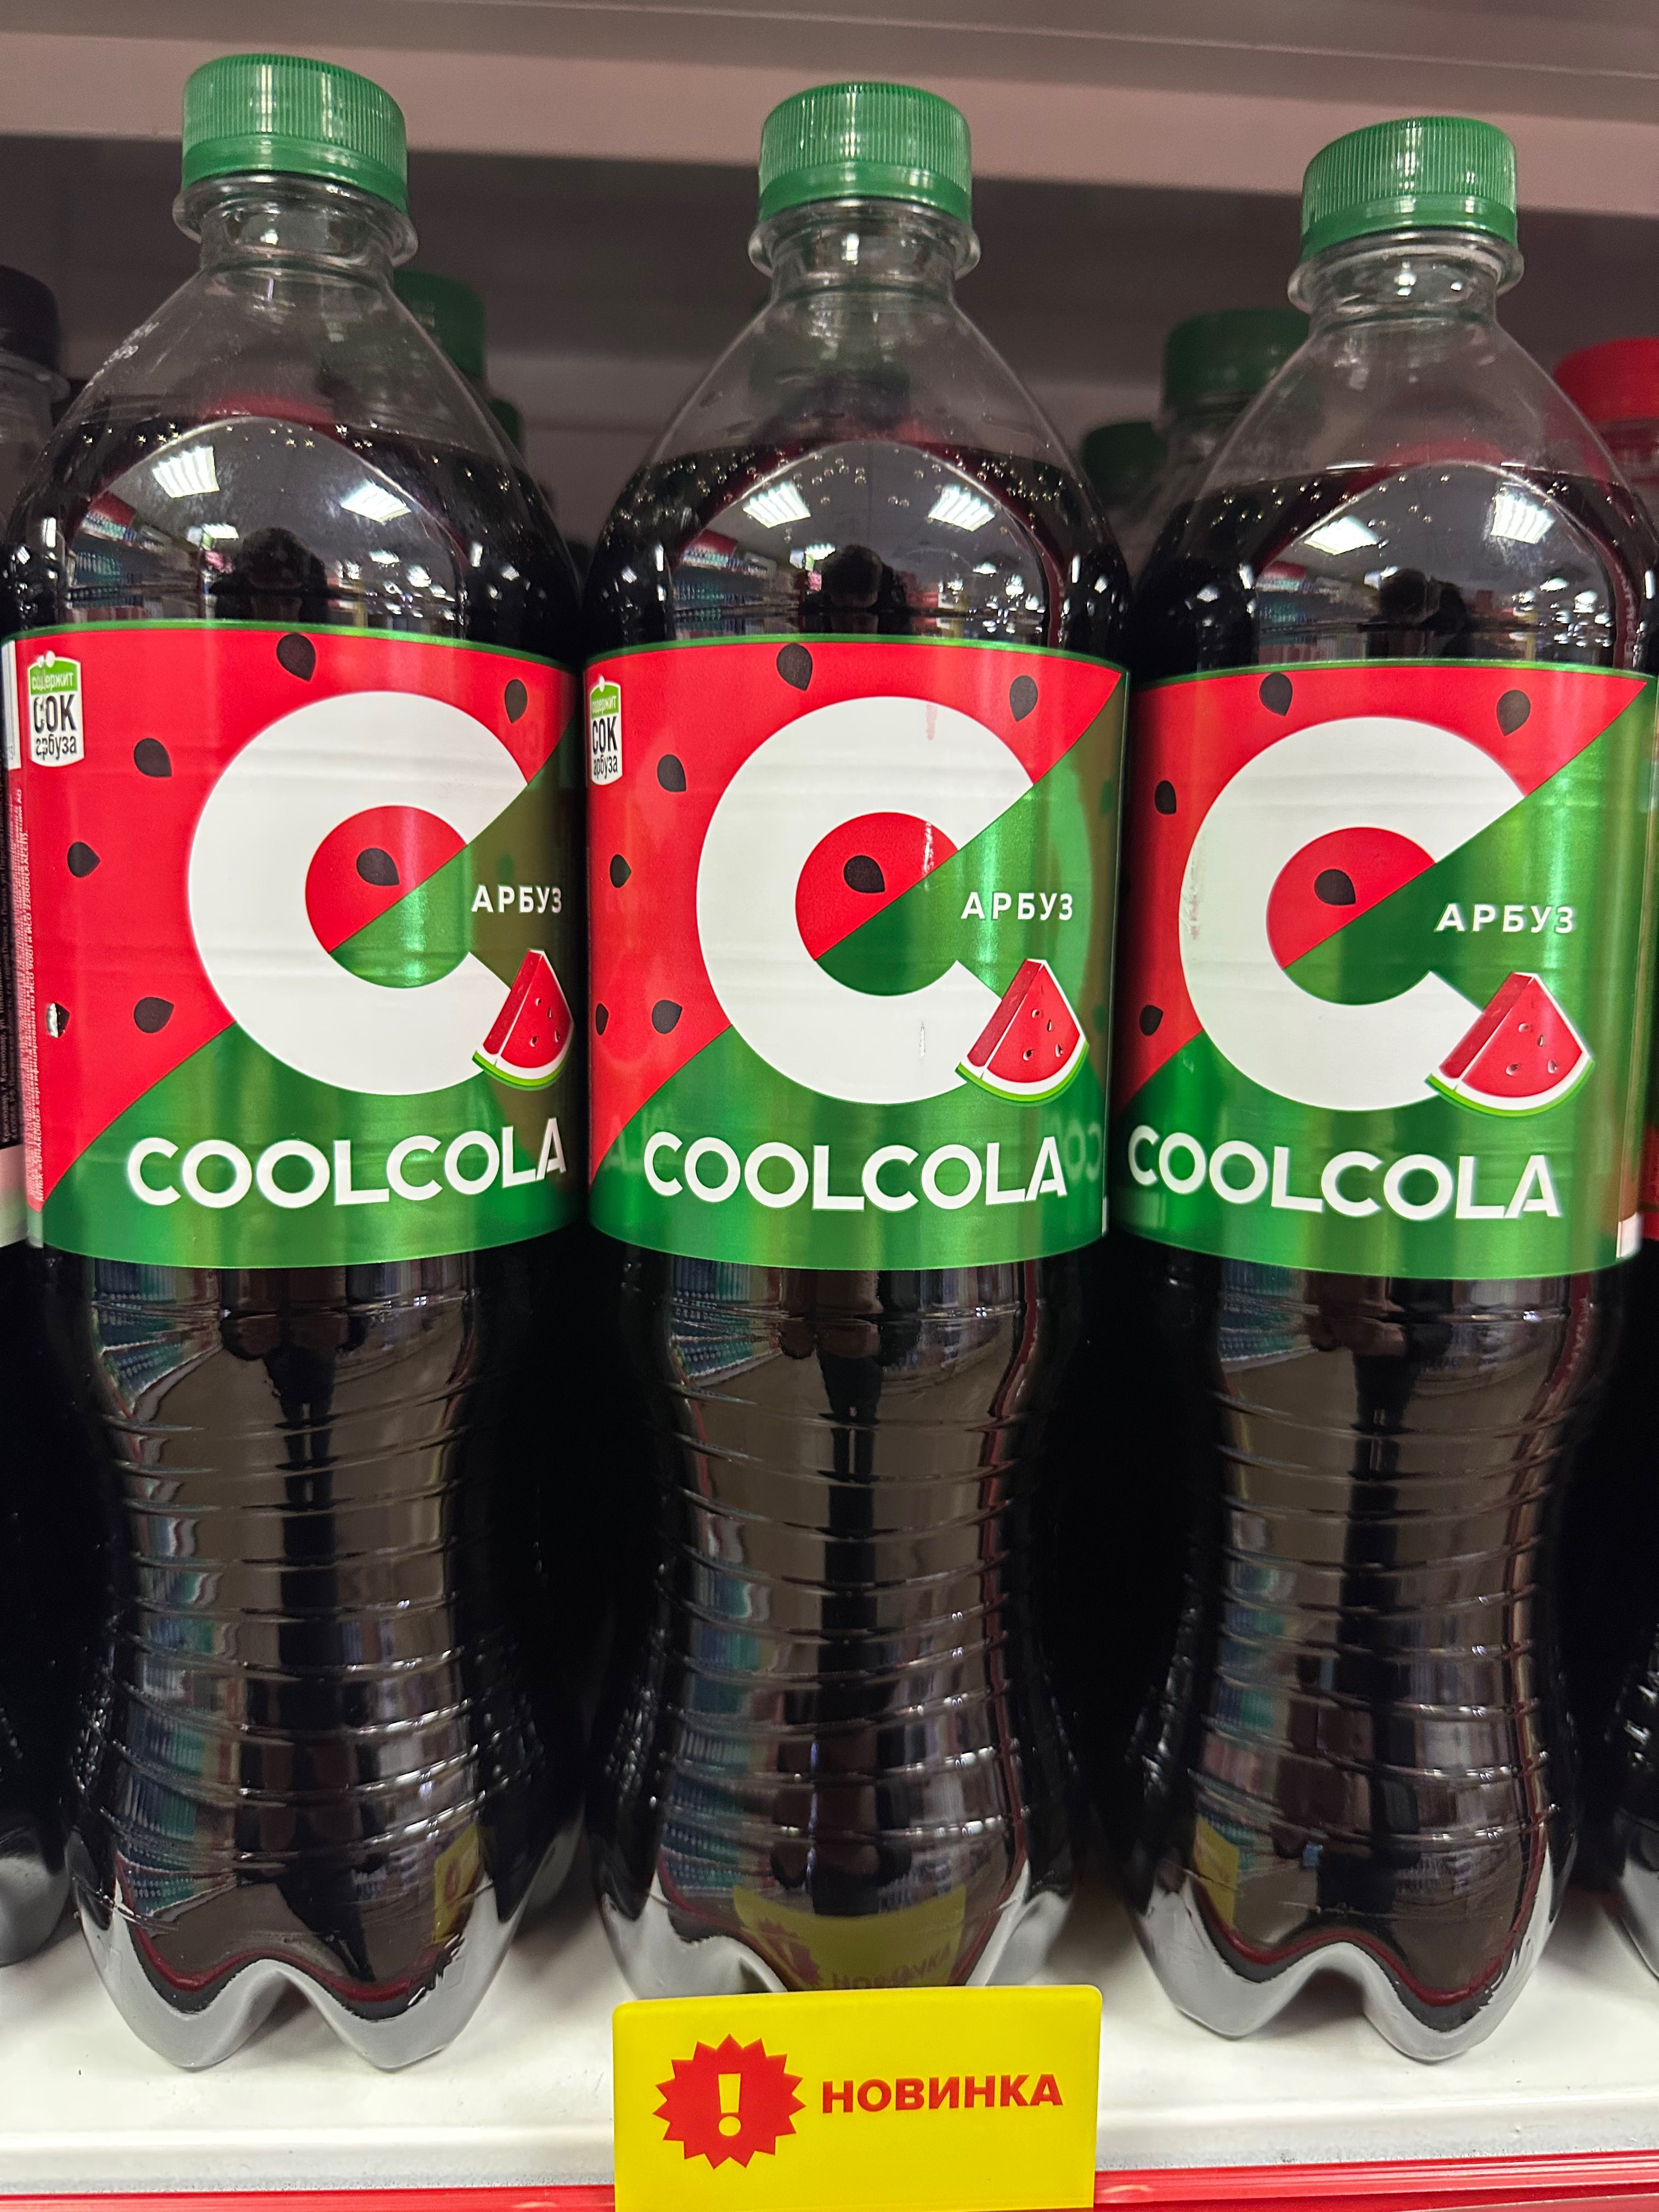 содержит
СОК
арбуза
АРБУЗ
COOLCOLA
содержит
СОК
арбуза
АРБУЗ
COOLCOLA
АРБУЗ
COOLCOLA
! НОВИНКА